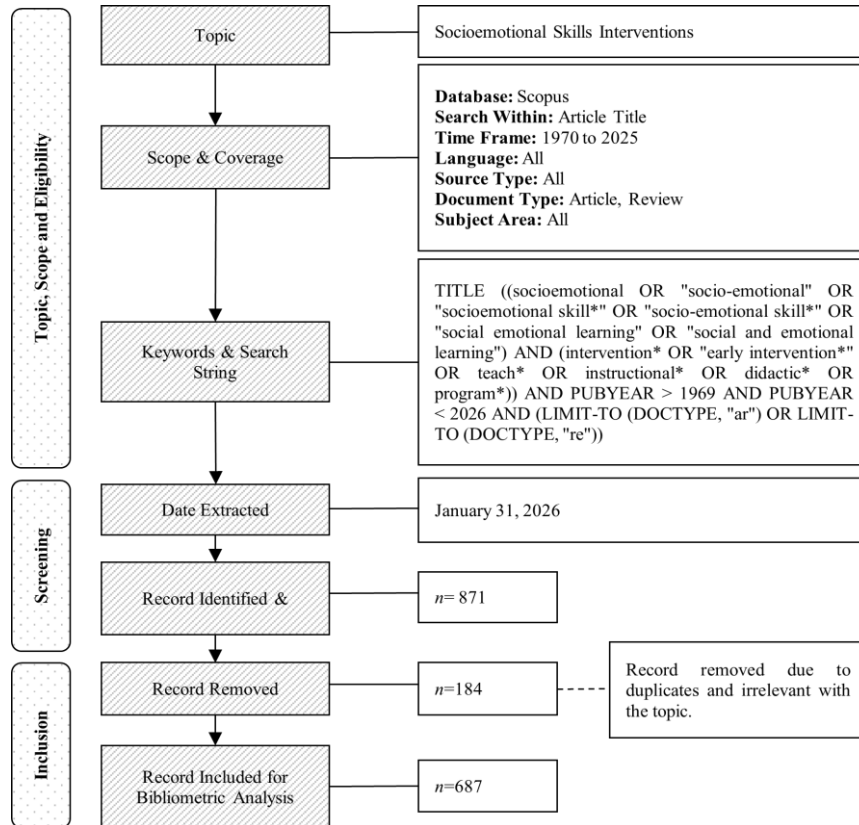 Topic, Scope and Eligibility
Topic
Socioemotional Skills Interventions
Scope & Coverage
Database: Scopus
Search Within: Article Title
Time Frame: 1970 to 2025
Language: All
Source Type: All
Document Type: Article, Review
Subject Area: All
Keywords & Search
String
TITLE ((socioemotional OR "socio-emotional" OR
"socioemotional skill*" OR "socio-emotional skill*" OR
"social emotional learning" OR "social and emotional
learning") AND (intervention* OR "early intervention*"
OR teach* OR instructional* OR didactic* OR
program*)) AND PUBYEAR > 1969 AND PUBYEAR
< 2026 AND (LIMIT-TO (DOCTYPE, "ar") OR LIMIT-
TO (DOCTYPE, "re"))
Screening
Date Extracted
January 31, 2026
Record Identified &
n= 871
Inclusion
Record Removed
n=184
Record removed due to
duplicates and irrelevant with
the topic.
Record Included for
Bibliometric Analysis
n=687